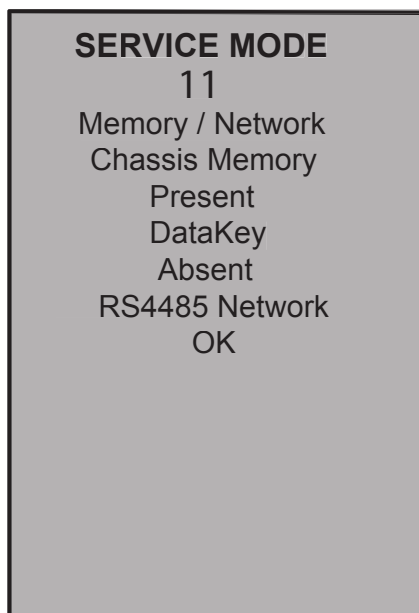 SERVICE MODE
11
Memory / Network
Chassis Memory
Present
DataKey
Absent
RS4485 Network
OK